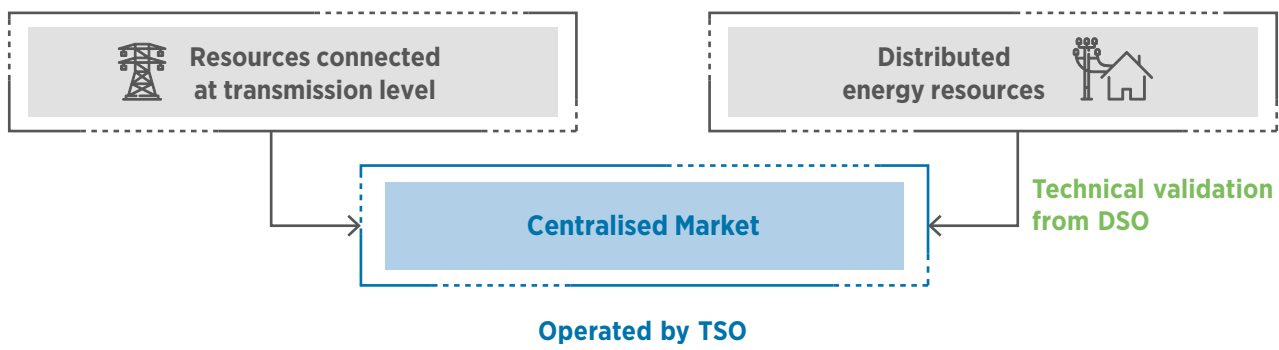 Resources connected
at transmission level
Distributed
energy resources
Centralised Market
Technical validation
from DSO
Operated by TSO